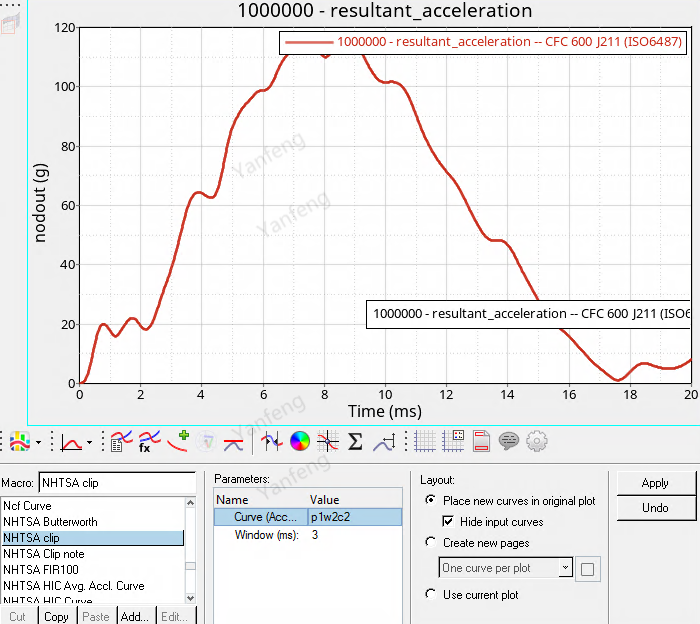 1000000 - resultant_acceleration
1000000 - resultant_acceleration -- CFC 600 J211 (ISO6487)
120
100
80
60
40
20
0
nodout (g)
Yanfeng
Yanfeng
1000000 - resultant_acceleration -- CFC 600 J211 (ISO6
0 2 4 6 8 10 12 14 16 18 20
Time (ms)
Yanfeng
fx
Yanfeng
Macro: NHTSA clip
Ncf Curve
NHTSA Butterworth
NHTSA clip
NHTSA Clip note
NHTSA FIR100
NHTSA HIC Avg. Accl. Curve
NHTSA HIC Curve
Cut Copy Paste Add... Edit...
Parameters:
Name Value
Curve (Acc... p1w2c2
Window (ms): 3
Layout:
Place new curves in original plot
Hide input curves
Create new pages
One curve per plot
Use current plot
Apply
Undo